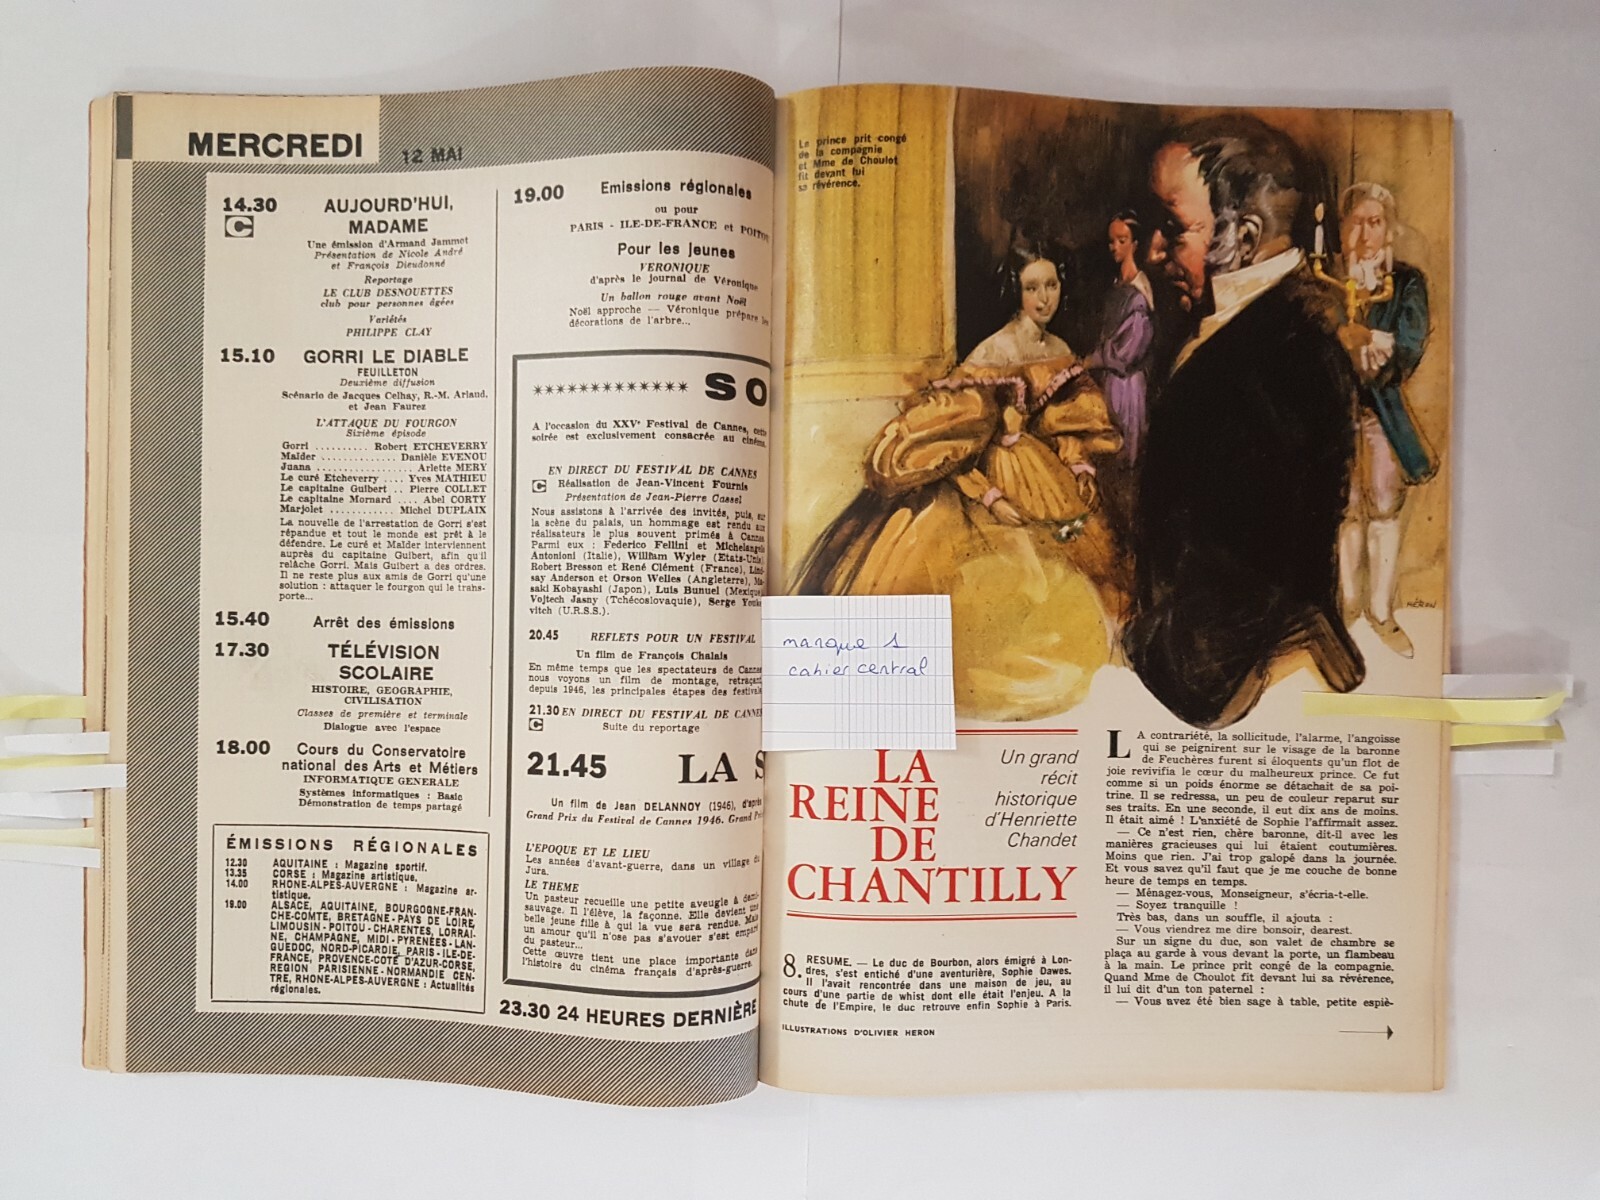 MERCREDI 12 MAI
14.30
C
AUJOURD'HUI,
MADAME
Une émission d'Armand Jammot
Présentation de Nicole André
et François Dieudonné
Reportage
LE CLUB DESNOUETTES
club pour personnes âgées
Variétés
PHILIPPE CLAY
15.10 GORRI LE DIABLE
FEUILLETON
Deuxième diffusion
Scénario de Jacques Celhay, R.-M. Arlaud,
et Jean Faurez
L'ATTAQUE DU FOURGON
Sixième épisode
Gorri ......... Robert ETCHEVERRY
Maïder .............. Danièle EVENOU
Juana .................. Arlette MERY
Le curé Etcheverry .... Yves MATHIEU
Le capitaine Guibert .. Pierre COLLET
Le capitaine Mornard .... Abel CORTY
Marjolet ............ Michel DUPLAIX
La nouvelle de l'arrestation de Gorri s'est
répandue et tout le monde est prêt à le
défendre. Le curé et Maïder interviennent
auprès du capitaine Guibert, afin qu'il
relâche Gorri. Mais Guibert a des ordres.
Il ne reste plus aux amis de Gorri qu'une
solution : attaquer le fourgon qui le trans-
porte...
15.40 Arrêt des émissions
17.30 TÉLÉVISION
SCOLAIRE
HISTOIRE, GEOGRAPHIE,
CIVILISATION
Classes de première et terminale
Dialogue avec l'espace
18.00 Cours du Conservatoire
national des Arts et Métiers
INFORMATIQUE GENERALE
Systèmes informatiques : Basic
Démonstration de temps partagé
ÉMISSIONS RÉGIONALES
12.30 AQUITAINE : Magazine sportif.
13.35 CORSE : Magazine artistique.
14.00 RHONE-ALPES-AUVERGNE : Magazine ar-
tistique.
19.00 ALSACE, AQUITAINE, BOURGOGNE-FRAN-
CHE-COMTE, BRETAGNE-PAYS DE LOIRE,
LIMOUSIN-POITOU-CHARENTES, LORRAI-
NE, CHAMPAGNE, MIDI-PYRENEES-LAN-
GUEDOC, NORD-PICARDIE, PARIS-ILE-DE-
FRANCE, PROVENCE-COTE D'AZUR-CORSE,
REGION PARISIENNE-NORMANDIE CEN-
TRE, RHONE-ALPES-AUVERGNE : Actualités
régionales.
19.00 Emissions régionales
ou pour
PARIS - ILE-DE-FRANCE et POITOU
Pour les jeunes
VERONIQUE
d'après le journal de Véronique
Un ballon rouge avant Noël
Noël approche — Véronique prépare les
décorations de l'arbre...
************* SO
A l'occasion du XXVe Festival de Cannes, cette
soirée est exclusivement consacrée au cinéma.
EN DIRECT DU FESTIVAL DE CANNES
C Réalisation de Jean-Vincent Fournis
Présentation de Jean-Pierre Cassel
Nous assistons à l'arrivée des invités, puis, sur
la scène du palais, un hommage est rendu aux
réalisateurs le plus souvent primés à Cannes.
Parmi eux : Federico Fellini et Michelangelo
Antonioni (Italie), William Wyler (Etats-Unis),
Robert Bresson et René Clément (France), Lind-
say Anderson et Orson Welles (Angleterre), Ma-
saki Kobayashi (Japon), Luis Bunuel (Mexique),
Vojtech Jasny (Tchécoslovaquie), Serge Youtke-
vitch (U.R.S.S.).
20.45 REFLETS POUR UN FESTIVAL
Un film de François Chalais
En même temps que les spectateurs de Cannes
nous voyons un film de montage, retraçant,
depuis 1946, les principales étapes des festivals
21.30 EN DIRECT DU FESTIVAL DE CANNES
C Suite du reportage
21.45 LA S
Un film de Jean DELANNOY (1946), d'après
Grand Prix du Festival de Cannes 1946. Grand Pri
L'EPOQUE ET LE LIEU
Les années d'avant-guerre, dans un village du
Jura.
LE THEME
Un pasteur recueille une petite aveugle à demi-
sauvage. Il l'élève, la façonne. Elle devient une
belle jeune fille à qui la vue sera rendue. Mais
un amour qu'il n'ose pas s'avouer s'est emparé
du pasteur...
Cette œuvre tient une place importante dans
l'histoire du cinéma français d'après-guerre.
23.30 24 HEURES DERNIÈRE
marque 1
cahier central
Le prince prit congé
de la compagnie
et Mme de Choulot
fit devant lui
sa révérence.
HÉRON
LA
REINE
DE
CHANTILLY
Un grand
récit
historique
d'Henriette
Chandet
8. RESUME. — Le duc de Bourbon, alors émigré à Lon-
dres, s'est entiché d'une aventurière, Sophie Dawes.
Il l'avait rencontrée dans une maison de jeu, au
cours d'une partie de whist dont elle était l'enjeu. A la
chute de l'Empire, le duc retrouve enfin Sophie à Paris.
ILLUSTRATIONS D'OLIVIER HERON
LA contrariété, la sollicitude, l'alarme, l'angoisse
qui se peignirent sur le visage de la baronne
de Feuchères furent si éloquents qu'un flot de
joie revivifia le cœur du malheureux prince. Ce fut
comme si un poids énorme se détachait de sa poi-
trine. Il se redressa, un peu de couleur reparut sur
ses traits. En une seconde, il eut dix ans de moins.
Il était aimé ! L'anxiété de Sophie l'affirmait assez.
— Ce n'est rien, chère baronne, dit-il avec les
manières gracieuses qui lui étaient coutumières.
Moins que rien. J'ai trop galopé dans la journée.
Et vous savez qu'il faut que je me couche de bonne
heure de temps en temps.
— Ménagez-vous, Monseigneur, s'écria-t-elle.
— Soyez tranquille !
Très bas, dans un souffle, il ajouta :
— Vous viendrez me dire bonsoir, dearest.
Sur un signe du duc, son valet de chambre se
plaça au garde à vous devant la porte, un flambeau
à la main. Le prince prit congé de la compagnie.
Quand Mme de Choulot fit devant lui sa révérence,
il lui dit d'un ton paternel :
— Vous avez été bien sage à table, petite espiè-